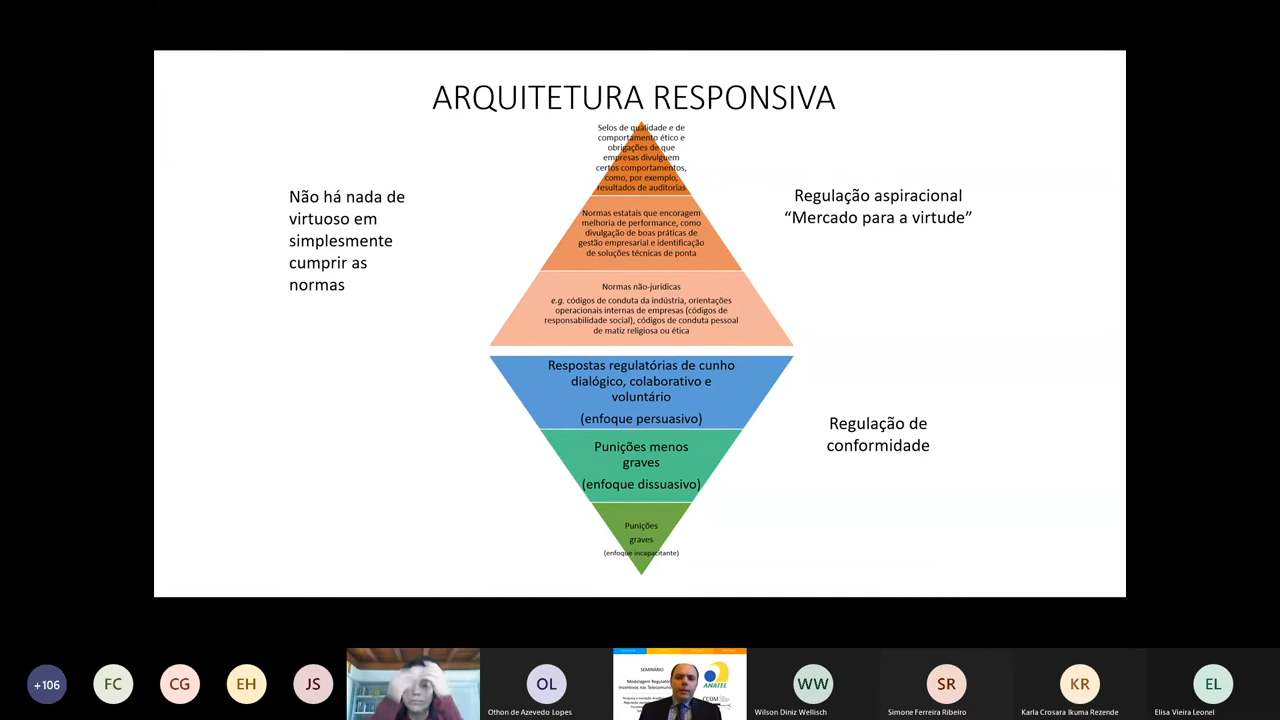 ARQUITETURA RESPONSIVA
Selos de qualidade e de
comportamento ético e
obrigações de que
empresas divulguem
certos comportamentos,
como, por exemplo,
resultados de auditorias
Não há nada de
virtuoso em
simplesmente
cumprir as
normas
Regulação aspiracional
“Mercado para a virtude”
Normas estatais que encoragem
melhoria de performance, como
divulgação de boas práticas de
gestão empresarial e identificação
de soluções técnicas de ponta
Normas não-jurídicas
e.g. códigos de conduta da indústria, orientações
operacionais internas de empresas (códigos de
responsabilidade social), códigos de conduta pessoal
de matiz religiosa ou ética
Respostas regulatórias de cunho
dialógico, colaborativo e
voluntário
(enfoque persuasivo)
Regulação de
conformidade
Punições menos
graves
(enfoque dissuasivo)
Punições
graves
(enfoque incapacitante)
+106
FC
CG
EH
JS
OL
Othon de Azevedo Lopes
SEMINÁRIO
ANATEL
CCOM
WW
Wilson Diniz Wellisch
SR
Simone Ferreira Ribeiro
KR
Karla Crosara Ikuma Rezende
EL
Elisa Vieira Leonel